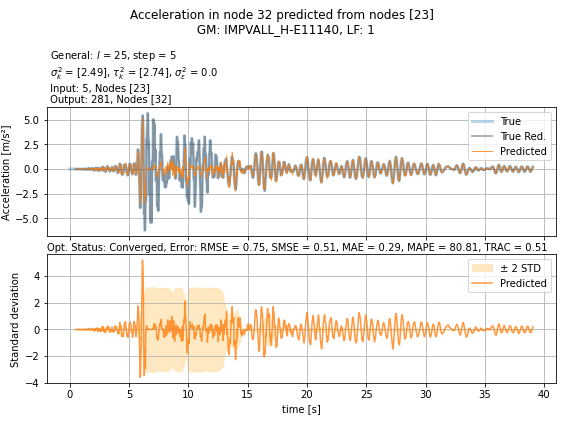 Acceleration in node 32 predicted from nodes [23]
GM: IMPVALL_H-E11140, LF: 1
General: l = 25, step = 5
σ²ₖ = [2.49], τ²ₖ = [2.74], σ²ε = 0.0
Input: 5, Nodes [23]
Output: 281, Nodes [32]
Acceleration [m/s²]
5.0
2.5
0.0
−2.5
−5.0
True
True Red.
Predicted
Opt. Status: Converged, Error: RMSE = 0.75, SMSE = 0.51, MAE = 0.29, MAPE = 80.81, TRAC = 0.51
Standard deviation
4
2
0
−2
−4
± 2 STD
Predicted
0 5 10 15 20 25 30 35 40
time [s]